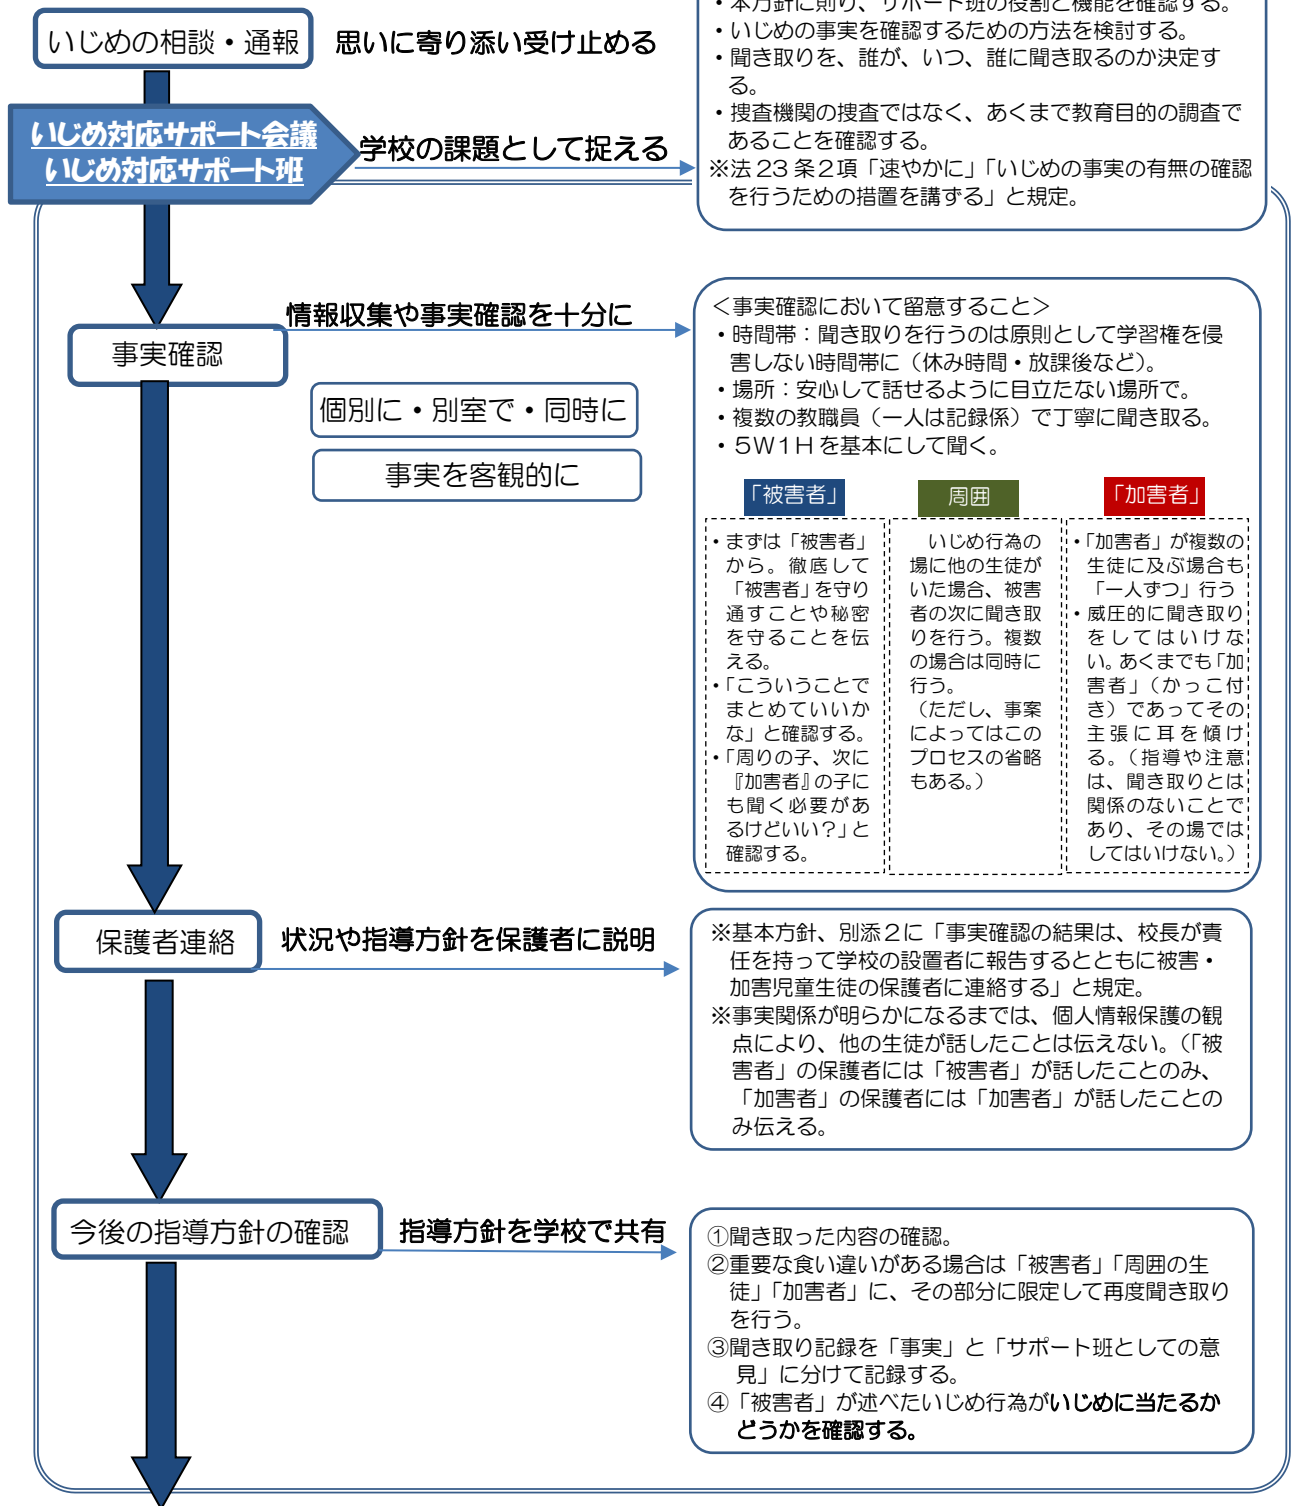 ・本方針に則り、サポート班の役割と機能を確認する。
・いじめの事実を確認するための方法を検討する。
・聞き取りを、誰が、いつ、誰に聞き取るのか決定す
る。
・捜査機関の捜査ではなく、あくまで教育目的の調査で
あることを確認する。
※法23条2項「速やかに」「いじめの事実の有無の確認
を行うための措置を講ずる」と規定。
いじめの相談・通報
思いに寄り添い受け止める
いじめ対応サポート会議
いじめ対応サポート班
学校の課題として捉える
情報収集や事実確認を十分に
事実確認
個別に・別室で・同時に
事実を客観的に
＜事実確認において留意すること＞
・時間帯：聞き取りを行うのは原則として学習権を侵
害しない時間帯に（休み時間・放課後など）。
・場所：安心して話せるように目立たない場所で。
・複数の教職員（一人は記録係）で丁寧に聞き取る。
・５Ｗ１Ｈを基本にして聞く。
「被害者」
・まずは「被害者」
から。徹底して
「被害者」を守り
通すことや秘密
を守ることを伝
える。
・「こういうことで
まとめていいか
な」と確認する。
・「周りの子、次に
『加害者』の子に
も聞く必要があ
るけどいい？」と
確認する。
周囲
いじめ行為の
場に他の生徒が
いた場合、被害
者の次に聞き取
りを行う。複数
の場合は同時に
行う。
（ただし、事案
によってはこの
プロセスの省略
もある。）
「加害者」
・「加害者」が複数の
生徒に及ぶ場合も
「一人ずつ」行う
・威圧的に聞き取り
をしてはいけな
い。あくまでも「加
害者」（かっこ付
き）であってその
主張に耳を傾け
る。（指導や注意
は、聞き取りとは
関係のないことで
あり、その場では
してはいけない。）
保護者連絡
状況や指導方針を保護者に説明
※基本方針、別添２に「事実確認の結果は、校長が責
任を持って学校の設置者に報告するとともに被害・
加害児童生徒の保護者に連絡する」と規定。
※事実関係が明らかになるまでは、個人情報保護の観
点により、他の生徒が話したことは伝えない。（「被
害者」の保護者には「被害者」が話したことのみ、
「加害者」の保護者には「加害者」が話したことの
み伝える。
今後の指導方針の確認
指導方針を学校で共有
①聞き取った内容の確認。
②重要な食い違いがある場合は「被害者」「周囲の生
徒」「加害者」に、その部分に限定して再度聞き取り
を行う。
③聞き取り記録を「事実」と「サポート班としての意
見」に分けて記録する。
④「被害者」が述べたいじめ行為がいじめに当たるか
どうかを確認する。